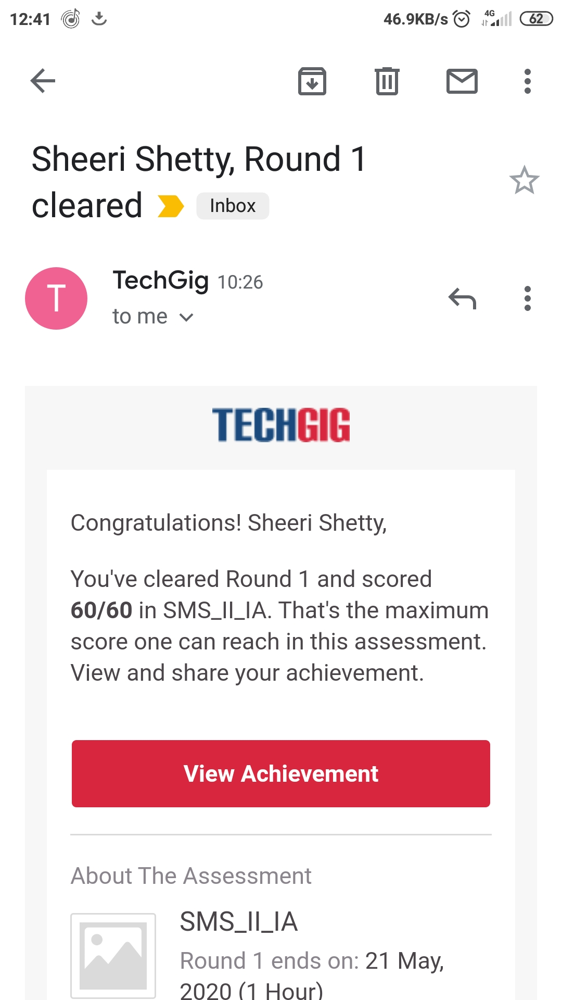 12:41 46.9KB/s 4G 62
Sheeri Shetty, Round 1
cleared Inbox
T
TechGig 10:26
to me
TECHGIG
Congratulations! Sheeri Shetty,
You've cleared Round 1 and scored
60/60 in SMS_II_IA. That's the maximum
score one can reach in this assessment.
View and share your achievement.
View Achievement
About The Assessment
SMS_II_IA
Round 1 ends on: 21 May,
2020 (1 Hour)